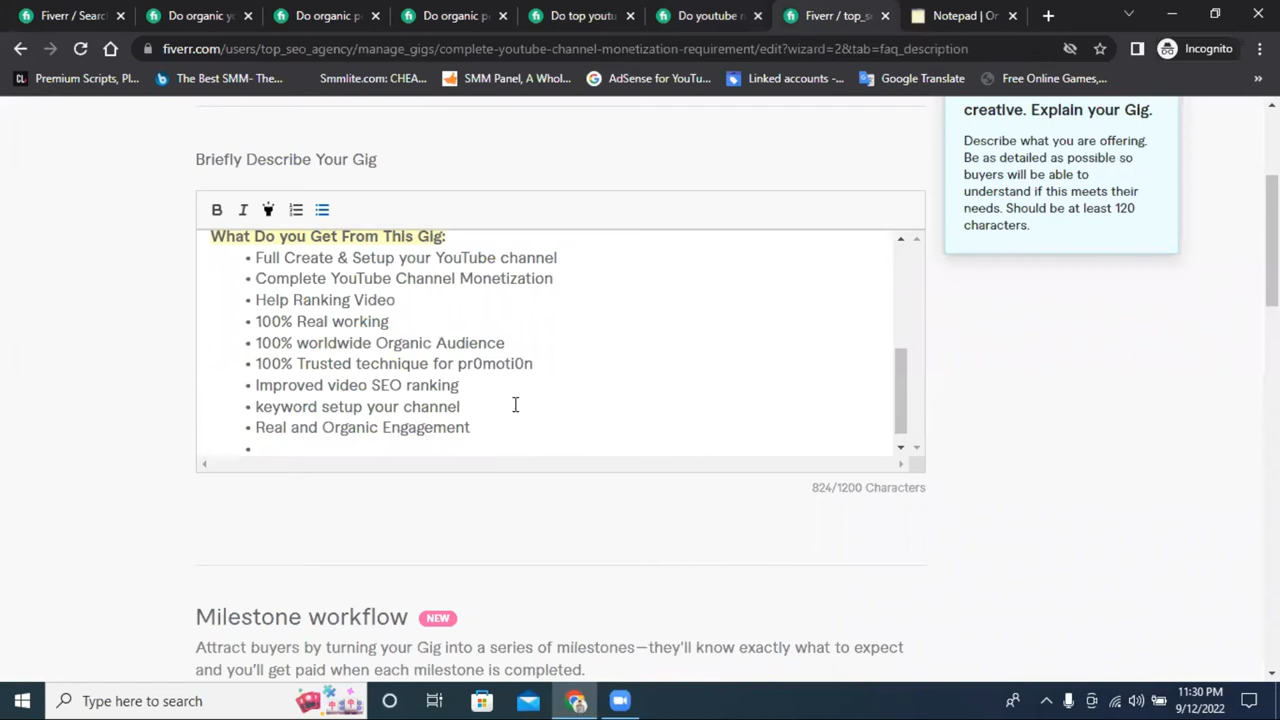 Fiverr / Sear
Do organic yo
Do organic p
Do organic p
Do top youtu
Do youtube n
Fiverr / top_s
Notepad | Or
fiverr.com/users/top_seo_agency/manage_gigs/complete-youtube-channel-monetization-requirement/edit?wizard=2&tab=faq_description
Incognito
Premium Scripts, Pl...
The Best SMM- The...
Smmlite.com: CHEA...
SMM Panel, A Whol...
AdSense for YouTu...
Linked accounts -...
Google Translate
Free Online Games,...
»
creative. Explain your Gig.
Describe what you are offering.
Be as detailed as possible so
buyers will be able to
understand if this meets their
needs. Should be at least 120
characters.
Briefly Describe Your Gig
B I
What Do you Get From This Gig:
• Full Create & Setup your YouTube channel
• Complete YouTube Channel Monetization
• Help Ranking Video
• 100% Real working
• 100% worldwide Organic Audience
• 100% Trusted technique for pr0moti0n
• Improved video SEO ranking
• keyword setup your channel
• Real and Organic Engagement
•
824/1200 Characters
Milestone workflow NEW
Attract buyers by turning your Gig into a series of milestones—they'll know exactly what to expect
and you'll get paid when each milestone is completed.
Type here to search
11:30 PM
9/12/2022